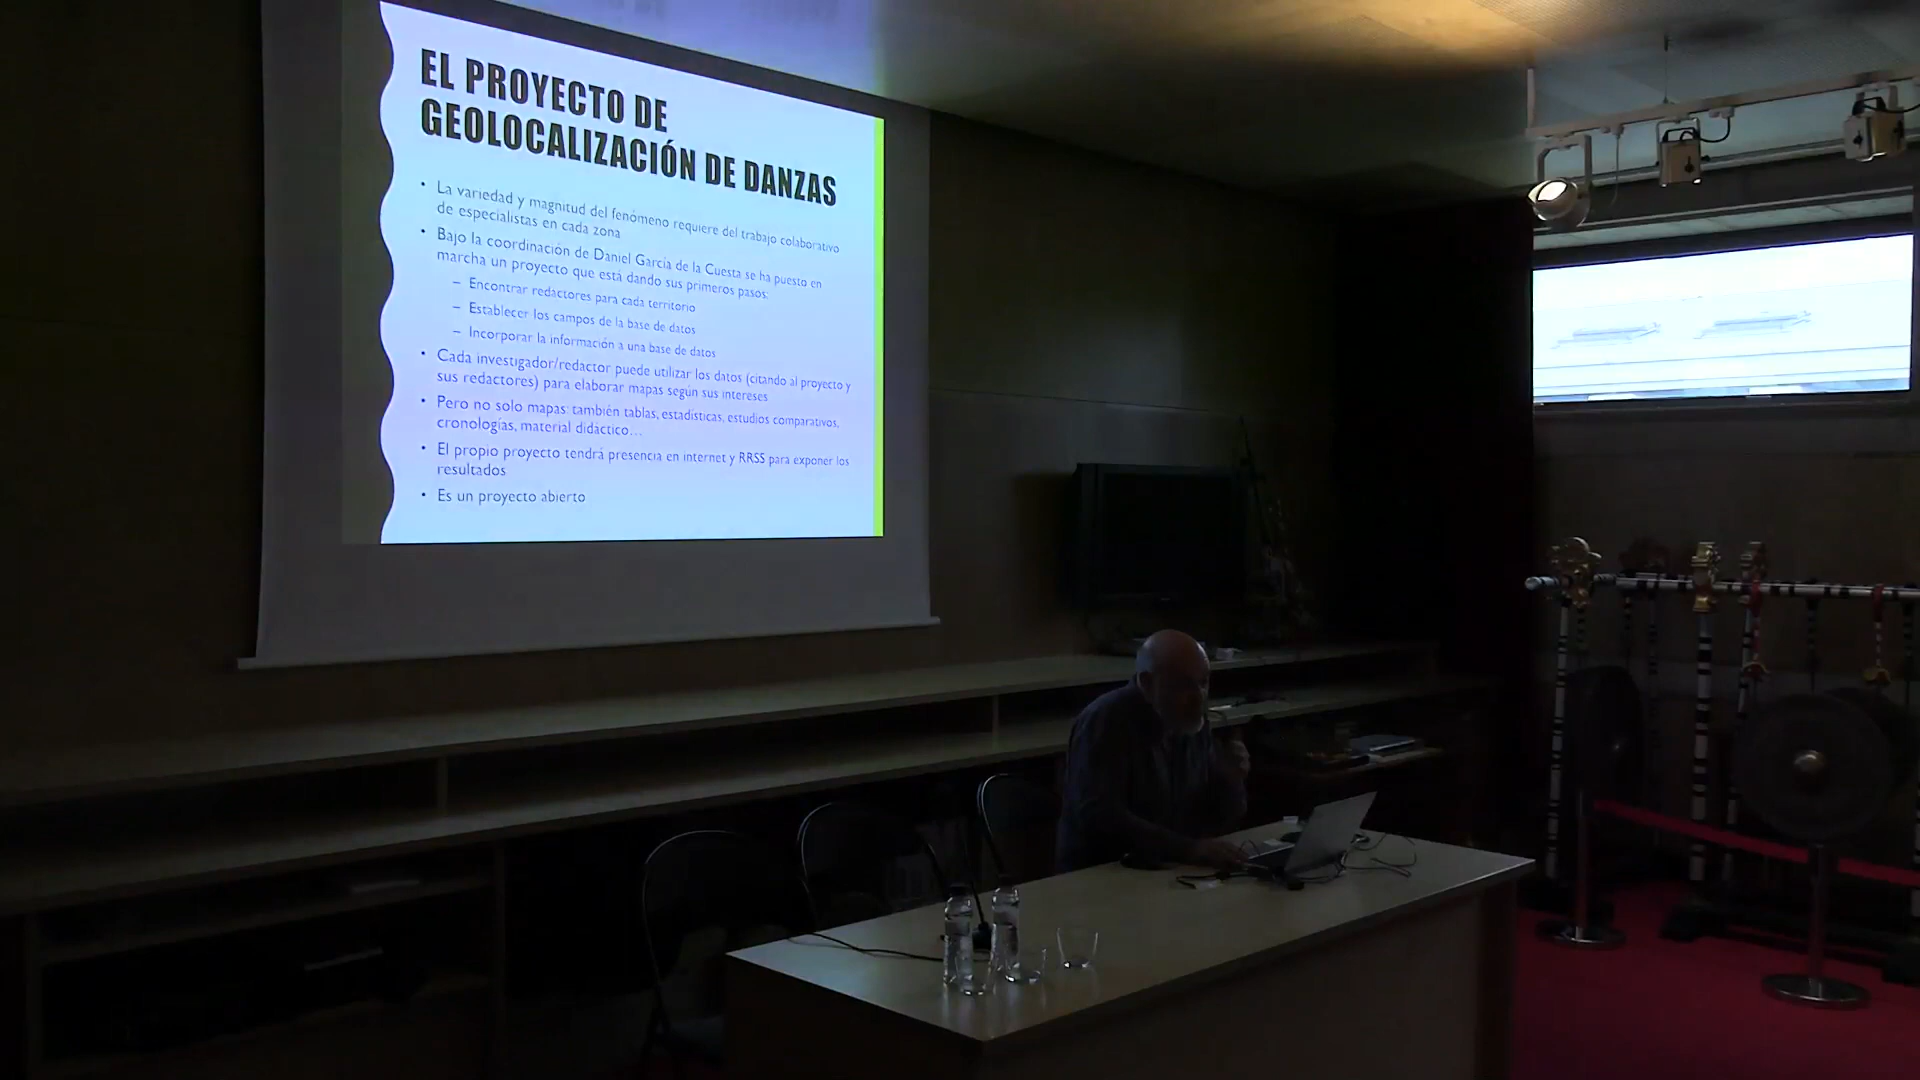 EL PROYECTO DE
GEOLOCALIZACIÓN DE DANZAS
• La variedad y magnitud del fenómeno requiere del trabajo colaborativo
de especialistas en cada zona
• Bajo la coordinación de Daniel García de la Cuesta se ha puesto en
marcha un proyecto que está dando sus primeros pasos:
– Encontrar redactores para cada territorio
– Establecer los campos de la base de datos
– Incorporar la información a una base de datos
• Cada investigador/redactor puede utilizar los datos (citando al proyecto y
sus redactores) para elaborar mapas según sus intereses
• Pero no solo mapas: también tablas, estadísticas, estudios comparativos,
cronologías, material didáctico…
• El propio proyecto tendrá presencia en internet y RRSS para exponer los
resultados
• Es un proyecto abierto